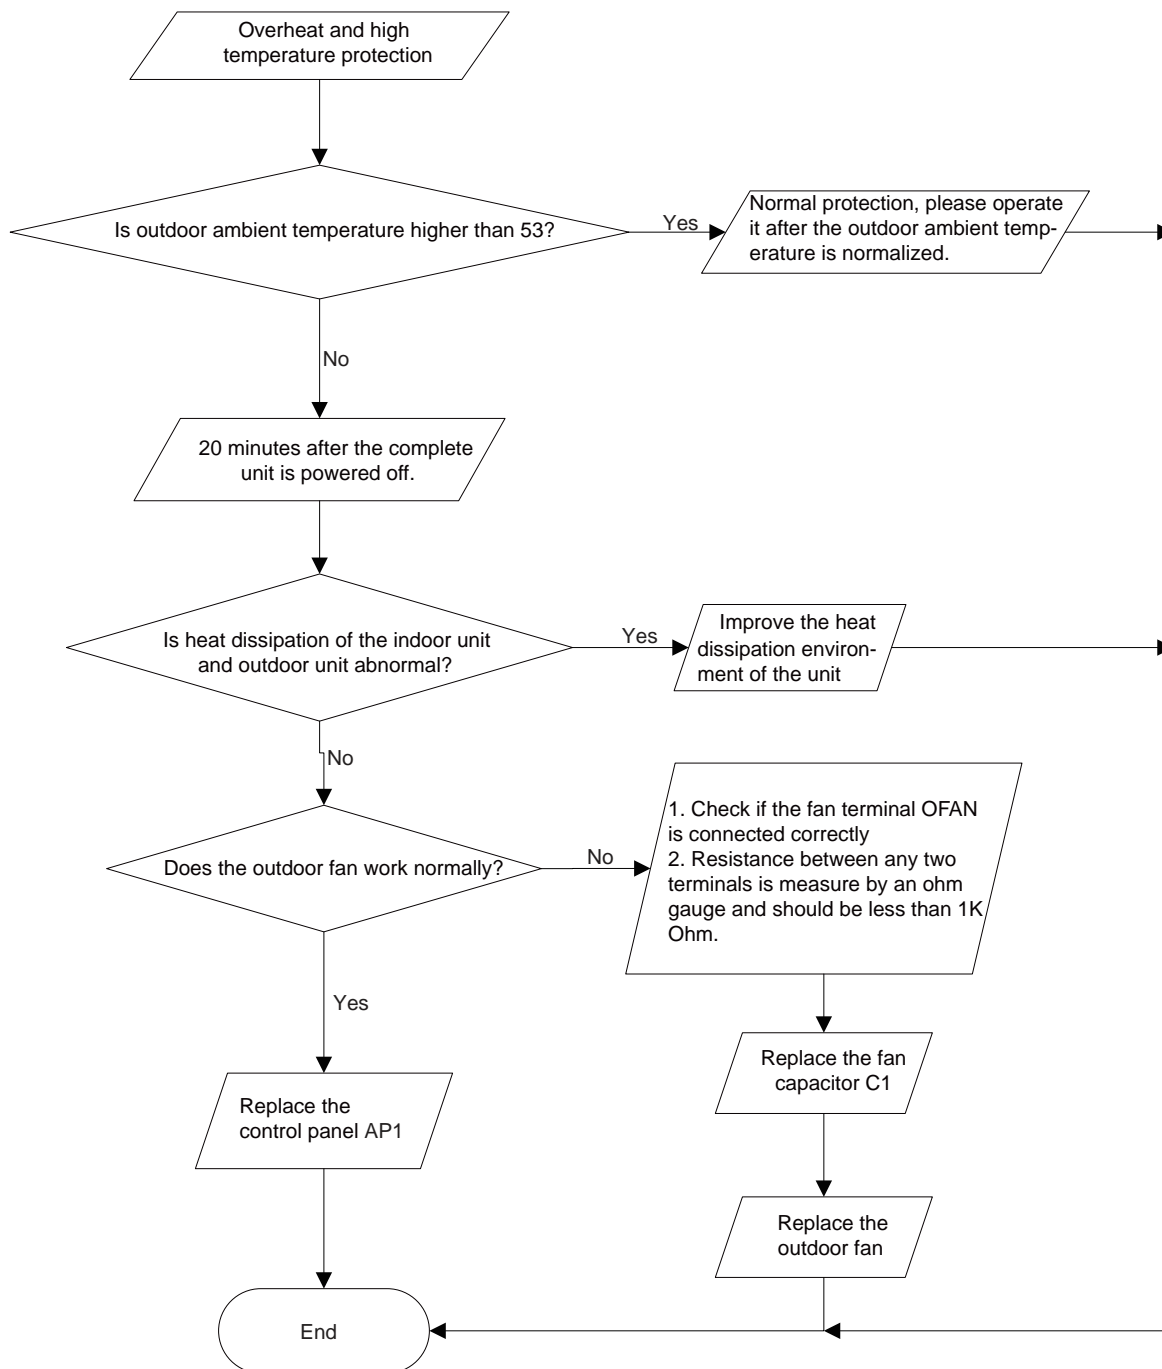 Overheat and high
temperature protection
Is outdoor ambient temperature higher than 53?
Yes
Normal protection, please operate
it after the outdoor ambient temp-
erature is normalized.
No
20 minutes after the complete
unit is powered off.
Is heat dissipation of the indoor unit
and outdoor unit abnormal?
Yes
Improve the heat
dissipation environ-
ment of the unit
No
Does the outdoor fan work normally?
No
1. Check if the fan terminal OFAN
is connected correctly
2. Resistance between any two
terminals is measure by an ohm
gauge and should be less than 1K
Ohm.
Yes
Replace the fan
capacitor C1
Replace the
control panel AP1
Replace the
outdoor fan
End